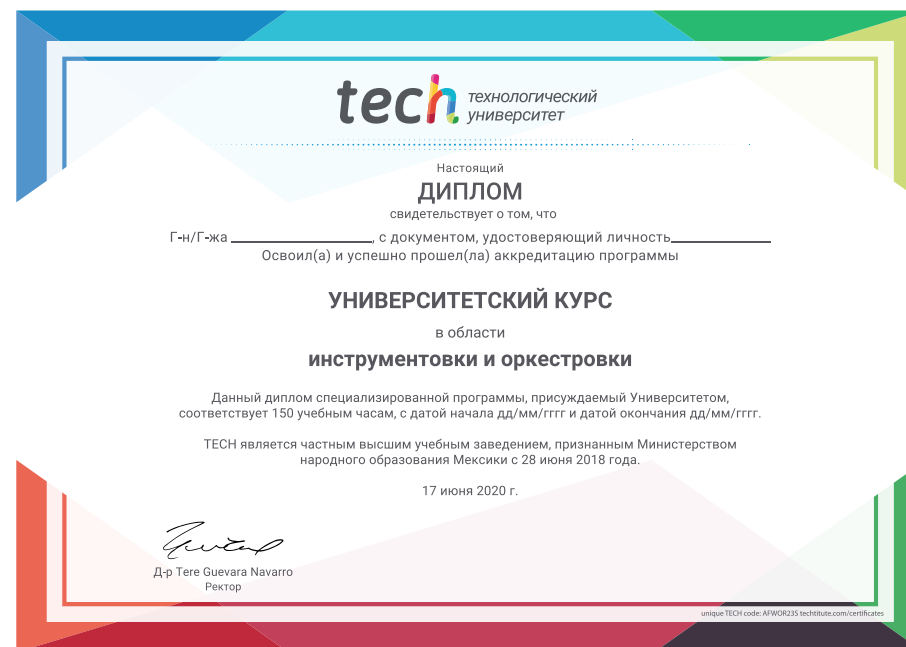 tech технологический
университет
Настоящий
ДИПЛОМ
свидетельствует о том, что
Г-н/Г-жа ____________________, с документом, удостоверяющий личность______________
Освоил(а) и успешно прошел(ла) аккредитацию программы
УНИВЕРСИТЕТСКИЙ КУРС
в области
инструментовки и оркестровки
Данный диплом специализированной программы, присуждаемый Университетом,
соответствует 150 учебным часам, с датой начала дд/мм/гггг и датой окончания дд/мм/гггг.
TECH является частным высшим учебным заведением, признанным Министерством
народного образования Мексики с 28 июня 2018 года.
17 июня 2020 г.
Д-р Tere Guevara Navarro
Ректор
unique TECH code: AFWOR23S techtitute.com/certificates